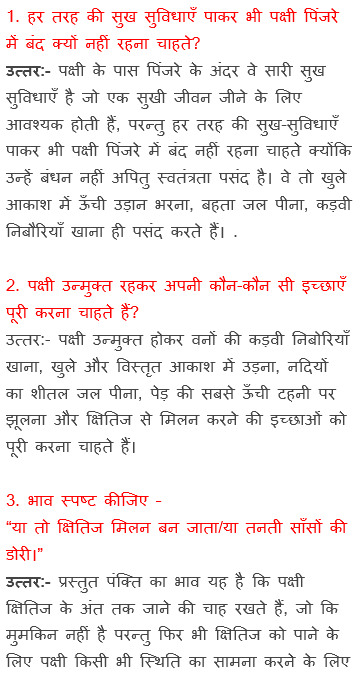 1. हर तरह की सुख सुविधाएँ पाकर भी पक्षी पिंजरे
में बंद क्यों नहीं रहना चाहते?
उत्तर:- पक्षी के पास पिंजरे के अंदर वे सारी सुख
सुविधाएँ है जो एक सुखी जीवन जीने के लिए
आवश्यक होती हैं, परन्तु हर तरह की सुख-सुविधाएँ
पाकर भी पक्षी पिंजरे में बंद नहीं रहना चाहते क्योंकि
उन्हें बंधन नहीं अपितु स्वतंत्रता पसंद है। वे तो खुले
आकाश में ऊँची उड़ान भरना, बहता जल पीना, कड़वी
निबौरियाँ खाना ही पसंद करते हैं। .
2. पक्षी उन्मुक्त रहकर अपनी कौन-कौन सी इच्छाएँ
पूरी करना चाहते हैं?
उत्तर:- पक्षी उन्मुक्त होकर वनों की कड़वी निबोरियाँ
खाना, खुले और विस्तृत आकाश में उड़ना, नदियों
का शीतल जल पीना, पेड़ की सबसे ऊँची टहनी पर
झूलना और क्षितिज से मिलन करने की इच्छाओं को
पूरी करना चाहते हैं।
3. भाव स्पष्ट कीजिए –
“या तो क्षितिज मिलन बन जाता/या तनती साँसों की
डोरी।”
उत्तर:- प्रस्तुत पंक्ति का भाव यह है कि पक्षी
क्षितिज के अंत तक जाने की चाह रखते हैं, जो कि
मुमकिन नहीं है परन्तु फिर भी क्षितिज को पाने के
लिए पक्षी किसी भी स्थिति का सामना करने के लिए